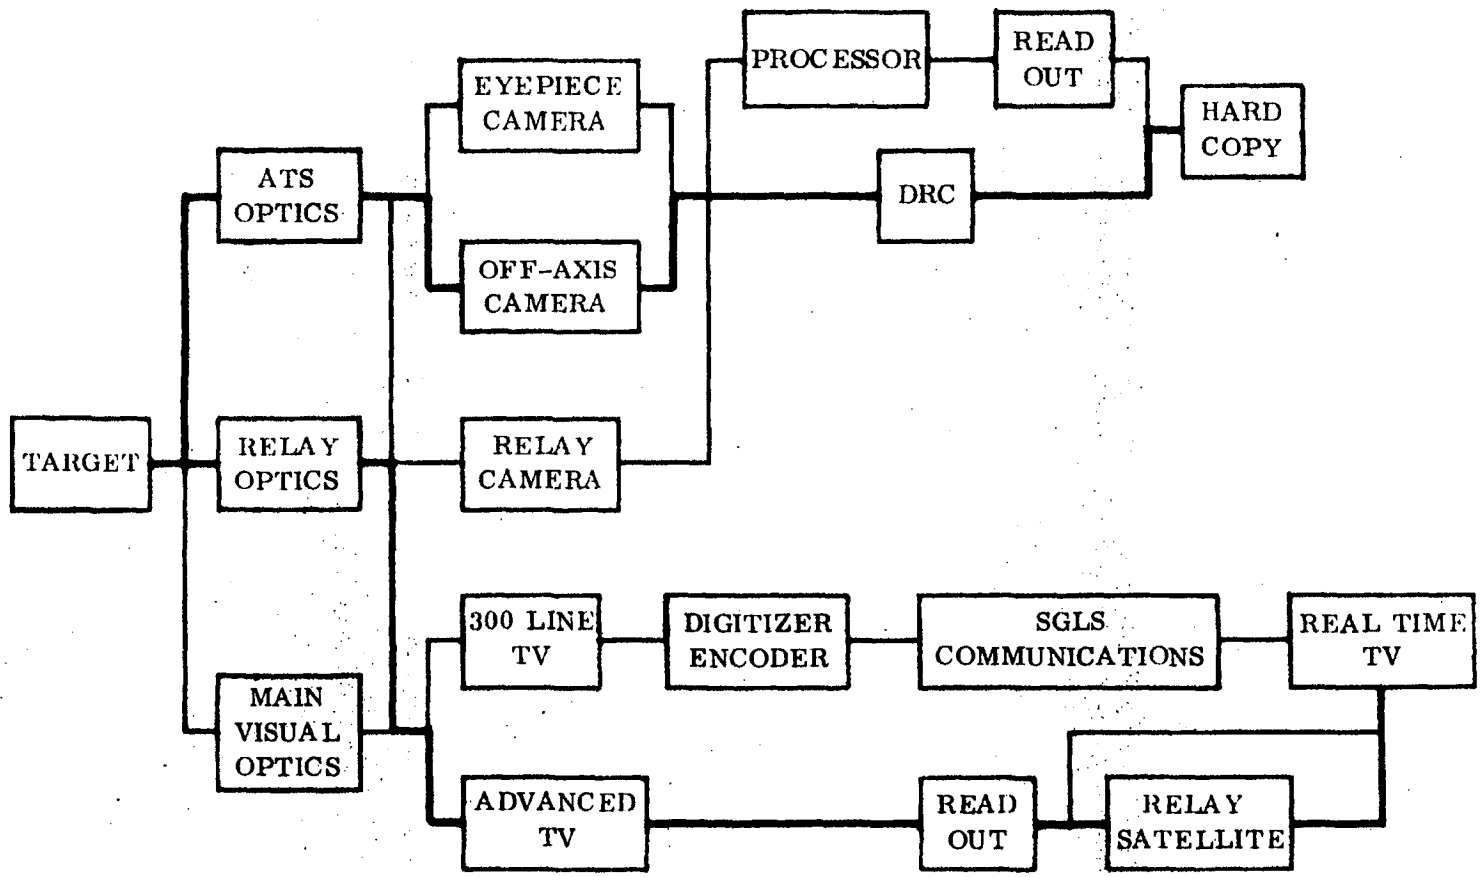 PROCESSOR
READ
OUT
HARD
COPY
EYEPIECE
CAMERA
ATS
OPTICS
DRC
OFF-AXIS
CAMERA
TARGET
RELAY
OPTICS
RELAY
CAMERA
300 LINE
TV
DIGITIZER
ENCODER
SGLS
COMMUNICATIONS
REAL TIME
TV
MAIN
VISUAL
OPTICS
ADVANCED
TV
READ
OUT
RELAY
SATELLITE